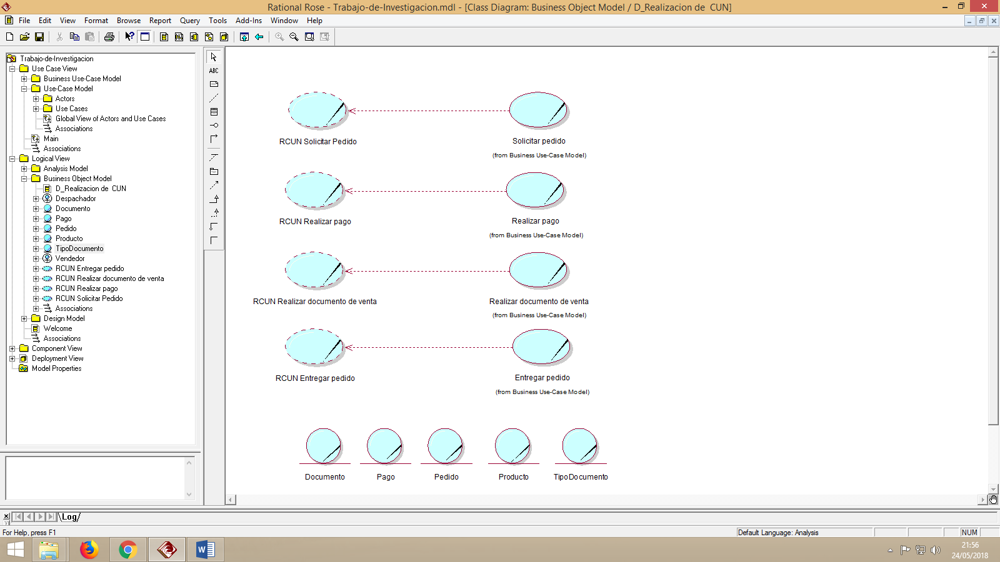 Rational Rose - Trabajo-de-Investigacion.mdl - [Class Diagram: Business Object Model / D_Realizacion de  CUN]
File Edit View Format Browse Report Query Tools Add-Ins Window Help
Trabajo-de-Investigacion
Use Case View
Business Use-Case Model
Use-Case Model
Actors
Use Cases
Global View of Actors and Use Cases
Associations
Main
Associations
Logical View
Analysis Model
Business Object Model
D_Realizacion de  CUN
Despachador
Documento
Pago
Pedido
Producto
TipoDocumento
Vendedor
RCUN Entregar pedido
RCUN Realizar documento de venta
RCUN Realizar pago
RCUN Solicitar Pedido
Associations
Design Model
Welcome
Associations
Component View
Deployment View
Model Properties
ABC
RCUN Solicitar Pedido
Solicitar pedido
(from Business Use-Case Model)
RCUN Realizar pago
Realizar pago
(from Business Use-Case Model)
RCUN Realizar documento de venta
Realizar documento de venta
(from Business Use-Case Model)
RCUN Entregar pedido
Entregar pedido
(from Business Use-Case Model)
Documento
Pago
Pedido
Producto
TipoDocumento
Log
For Help, press F1
Default Language: Analysis
NUM
21:56
24/05/2018